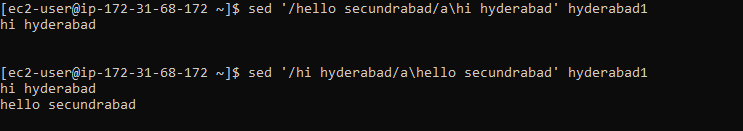 [ec2-user@ip-172-31-68-172 ~]$ sed '/hello secundrabad/a\hi hyderabad' hyderabad1
hi hyderabad
[ec2-user@ip-172-31-68-172 ~]$ sed '/hi hyderabad/a\hello secundrabad' hyderabad1
hi hyderabad
hello secundrabad